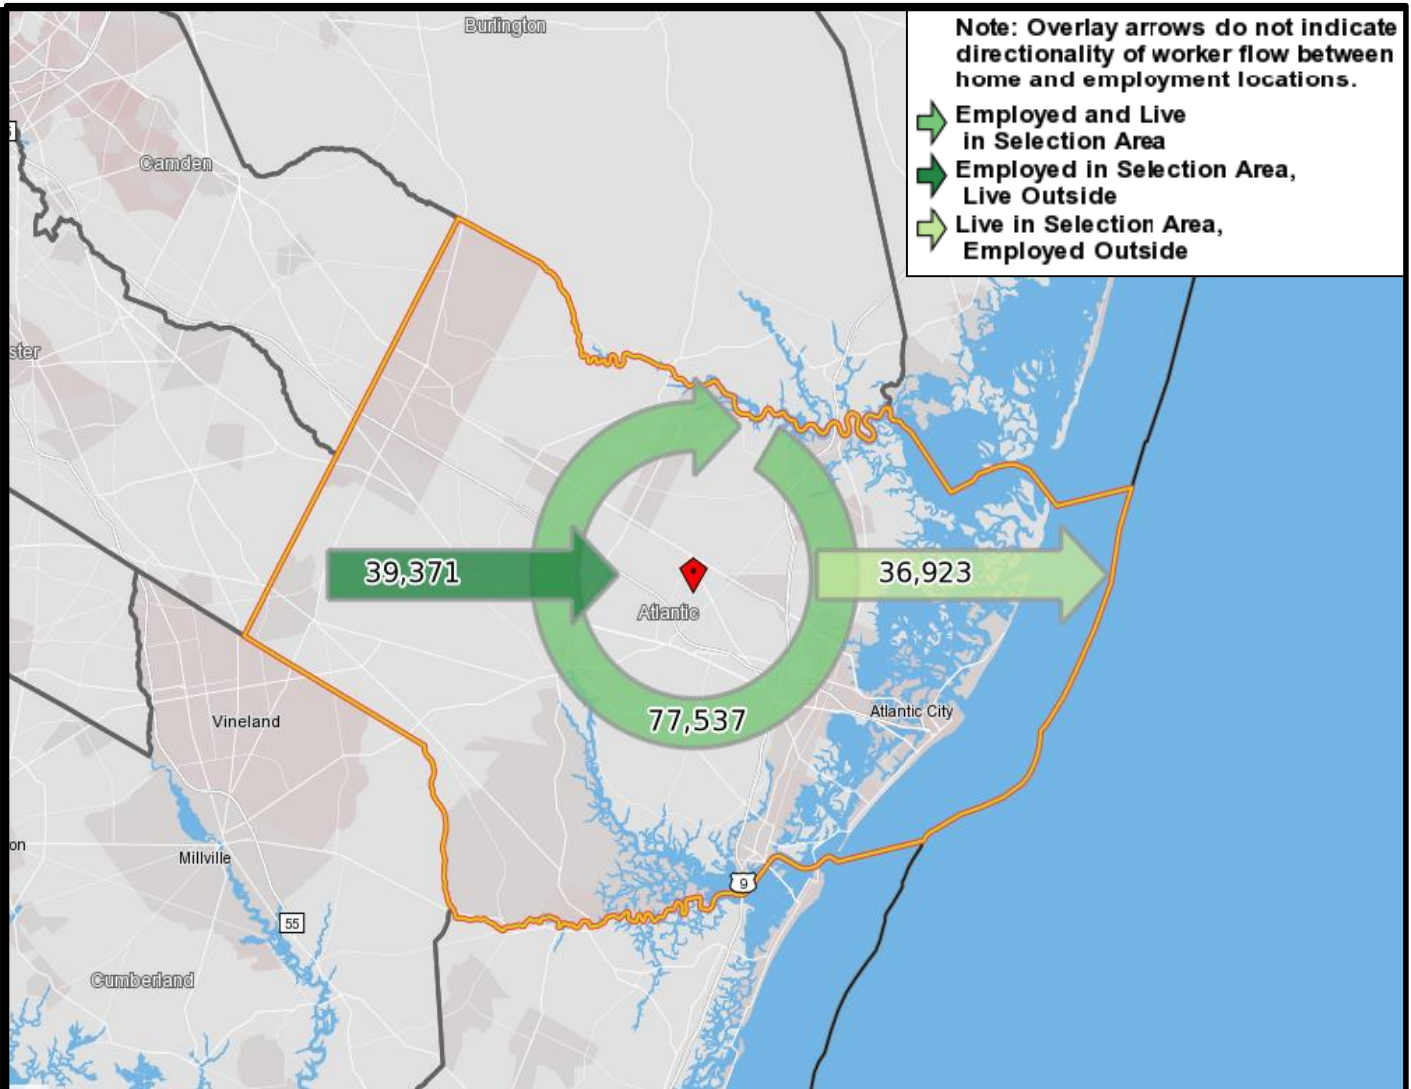 Burlington
Note: Overlay arrows do not indicate
directionality of worker flow between
home and employment locations.
Employed and Live
in Selection Area
Employed in Selection Area,
Live Outside
Live in Selection Area,
Employed Outside
Camden
ster
39,371
36,923
Atlantic
77,537
Atlantic City
Vineland
on
Millville
9
55
Cumberland